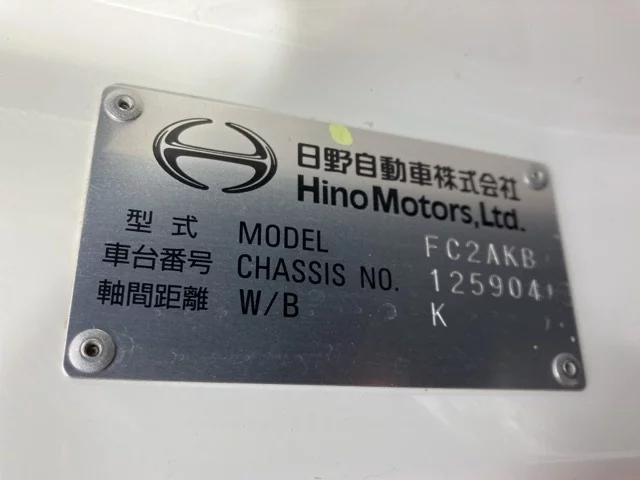 日野自動車株式会社
Hino Motors, Ltd.
型式 MODEL FC2AKB
車台番号 CHASSIS NO. 125904
軸間距離 W/B K